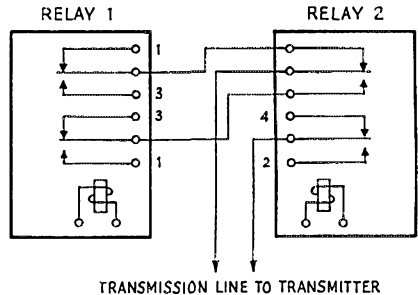 RELAY 1
RELAY 2
1
3
3
1
4
2
TRANSMISSION LINE TO TRANSMITTER